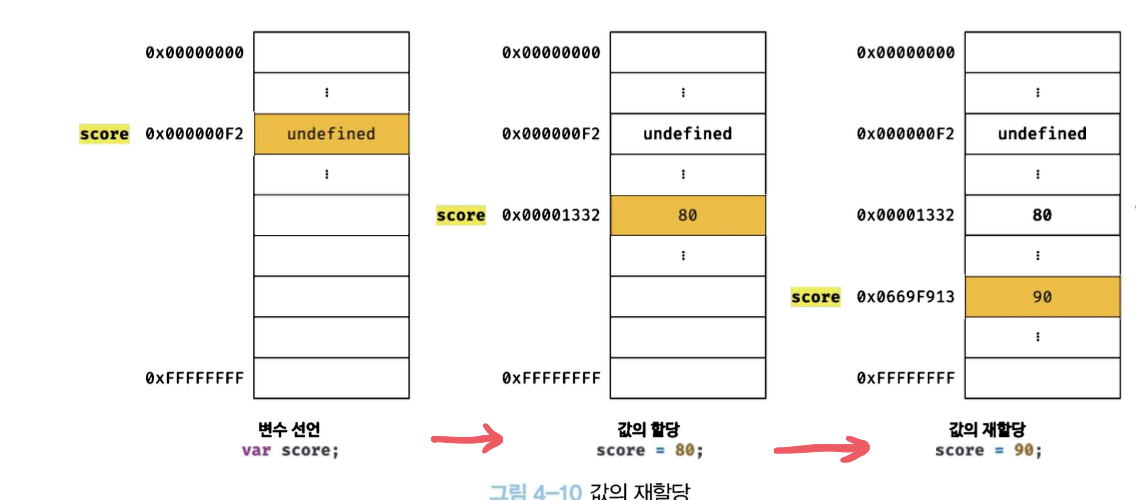 0x00000000
⋮
score 0x000000F2 undefined
⋮
0xFFFFFFFF
변수 선언
var score;
0x00000000
⋮
0x000000F2 undefined
⋮
score 0x00001332 80
⋮
0xFFFFFFFF
값의 할당
score = 80;
0x00000000
⋮
0x000000F2 undefined
⋮
0x00001332 80
⋮
score 0x0669F913 90
⋮
0xFFFFFFFF
값의 재할당
score = 90;
그림 4-10 값의 재할당